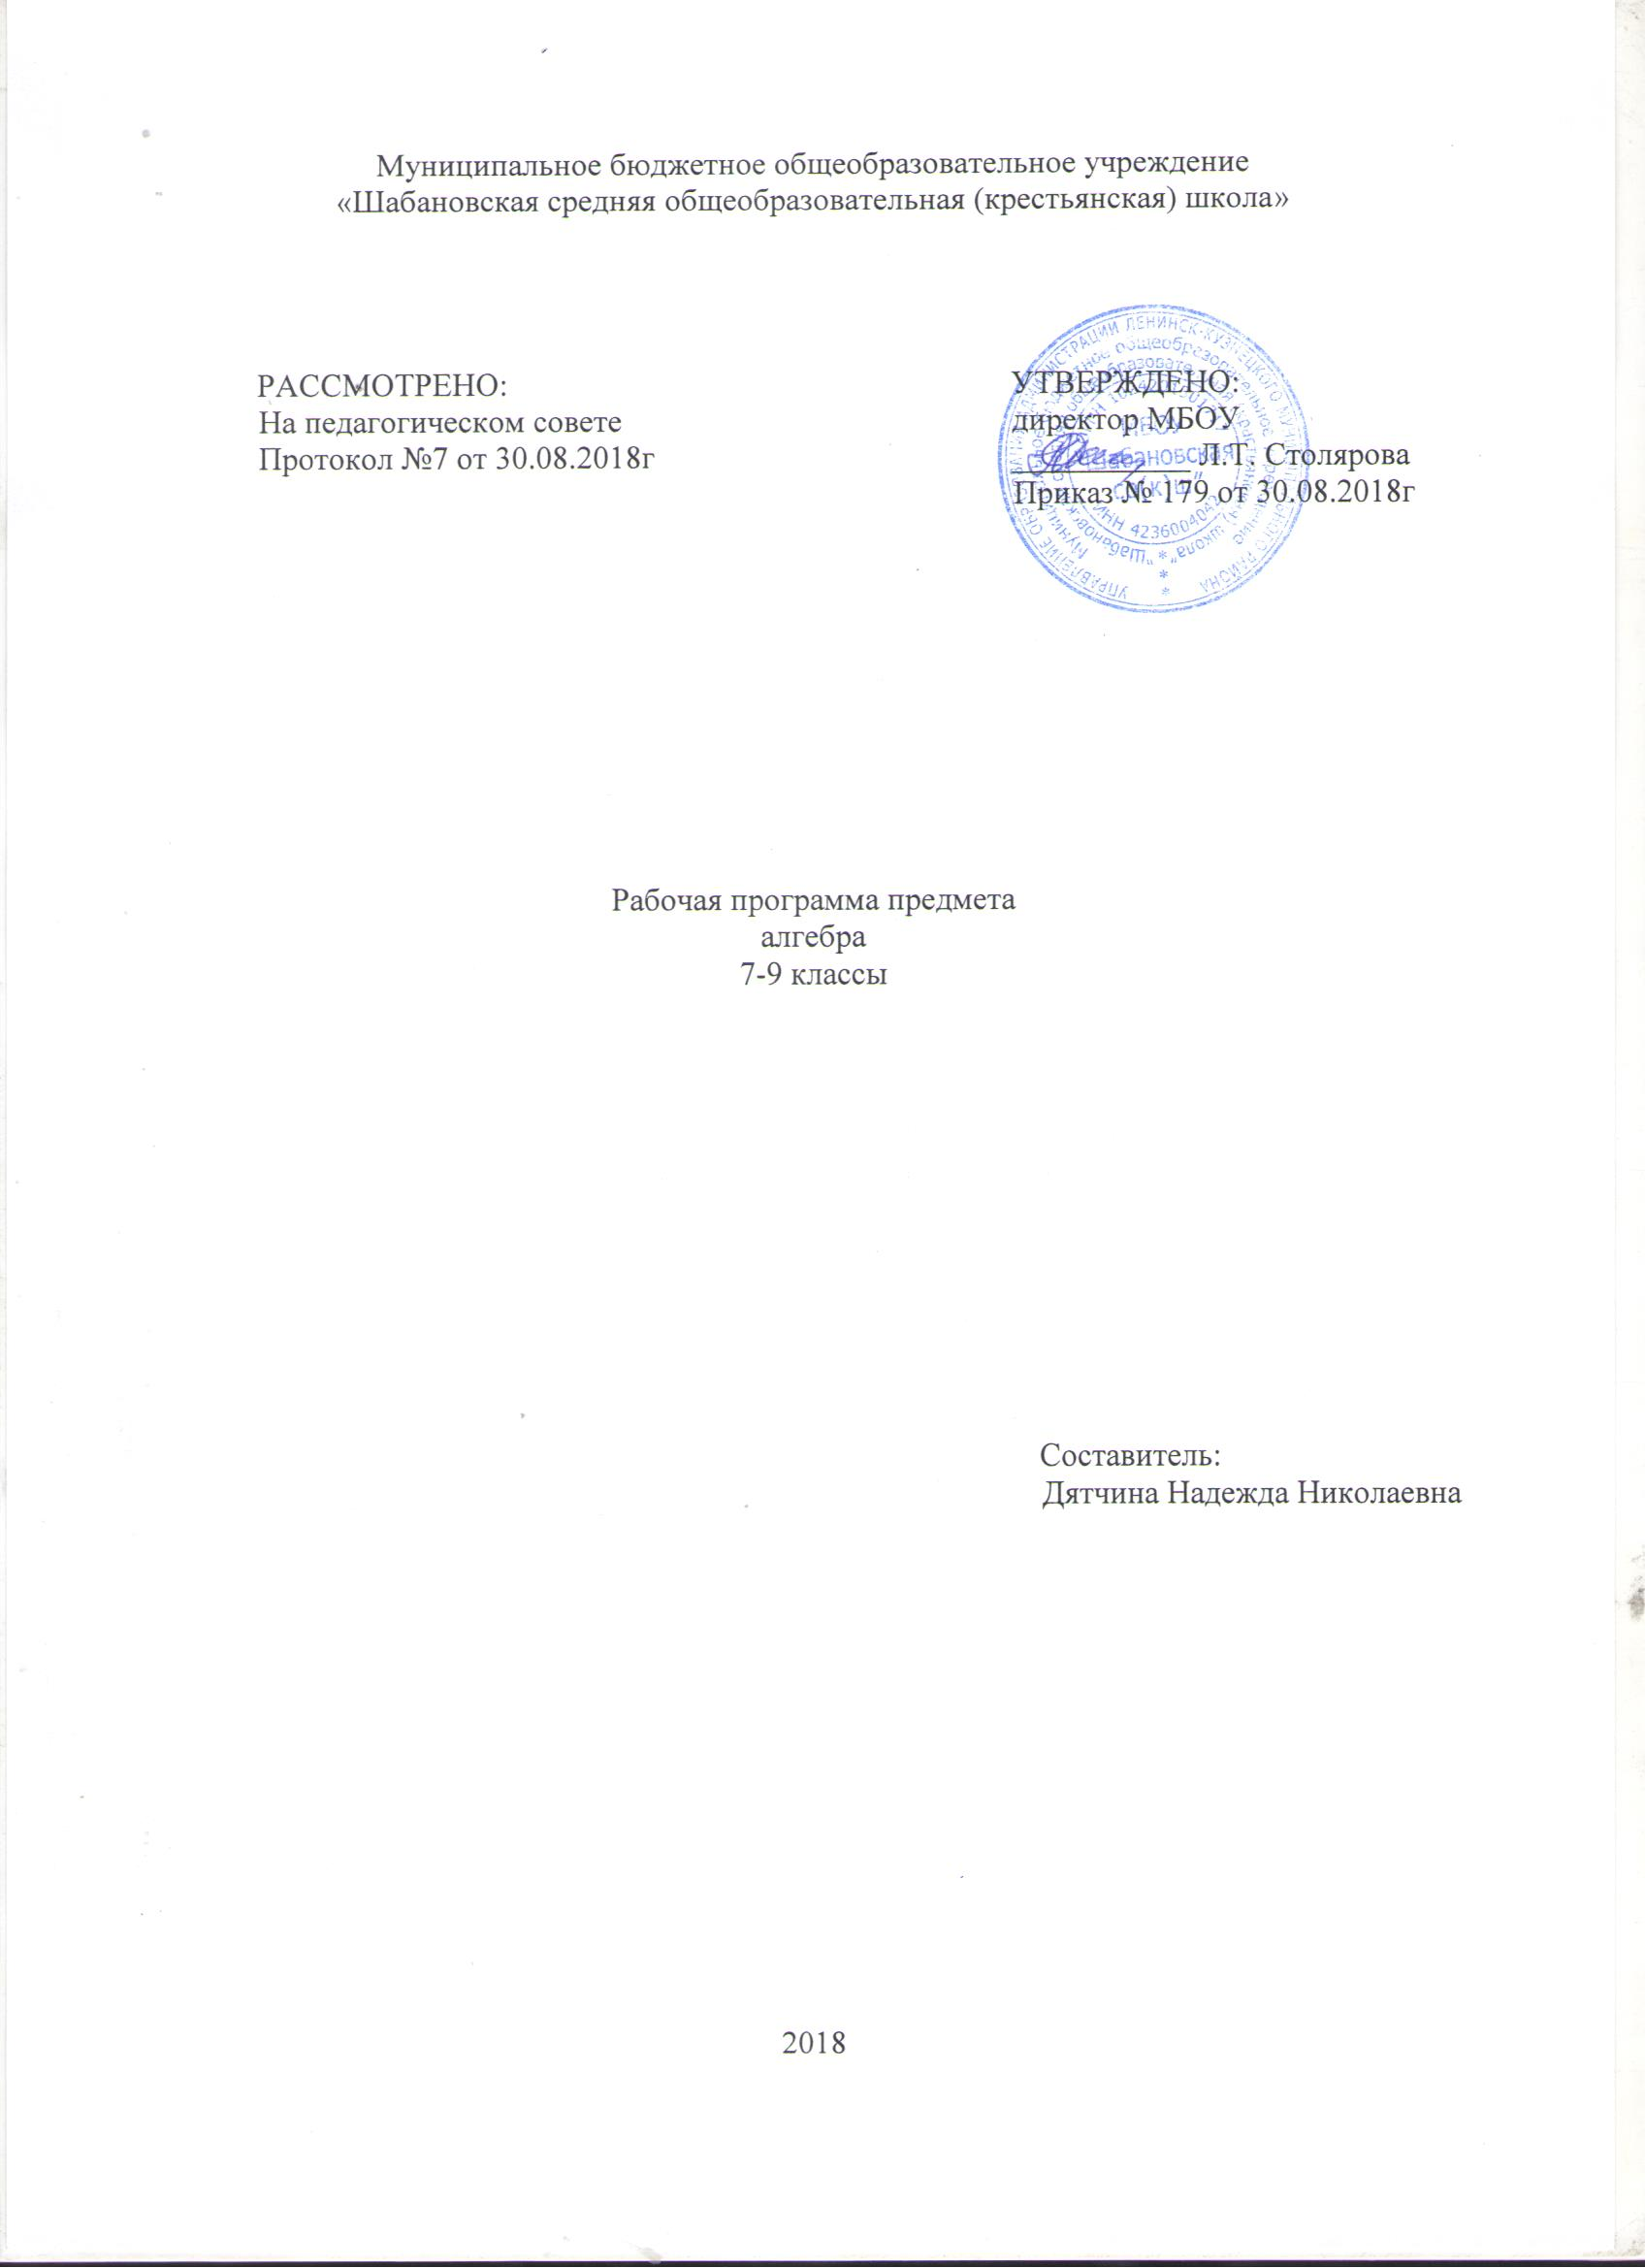 Муниципальное бюджетное общеобразовательное учреждение
«Шабановская средняя общеобразовательная (крестьянская) школа»
РАССМОТРЕНО:
На педагогическом совете
Протокол №7 от 30.08.2018г
УТВЕРЖДЕНО:
директор МБОУ
Л.Т. Столярова
Приказ № 179 от 30.08.2018г
Рабочая программа предмета
алгебра
7-9 классы
Составитель:
Дятчина Надежда Николаевна
2018